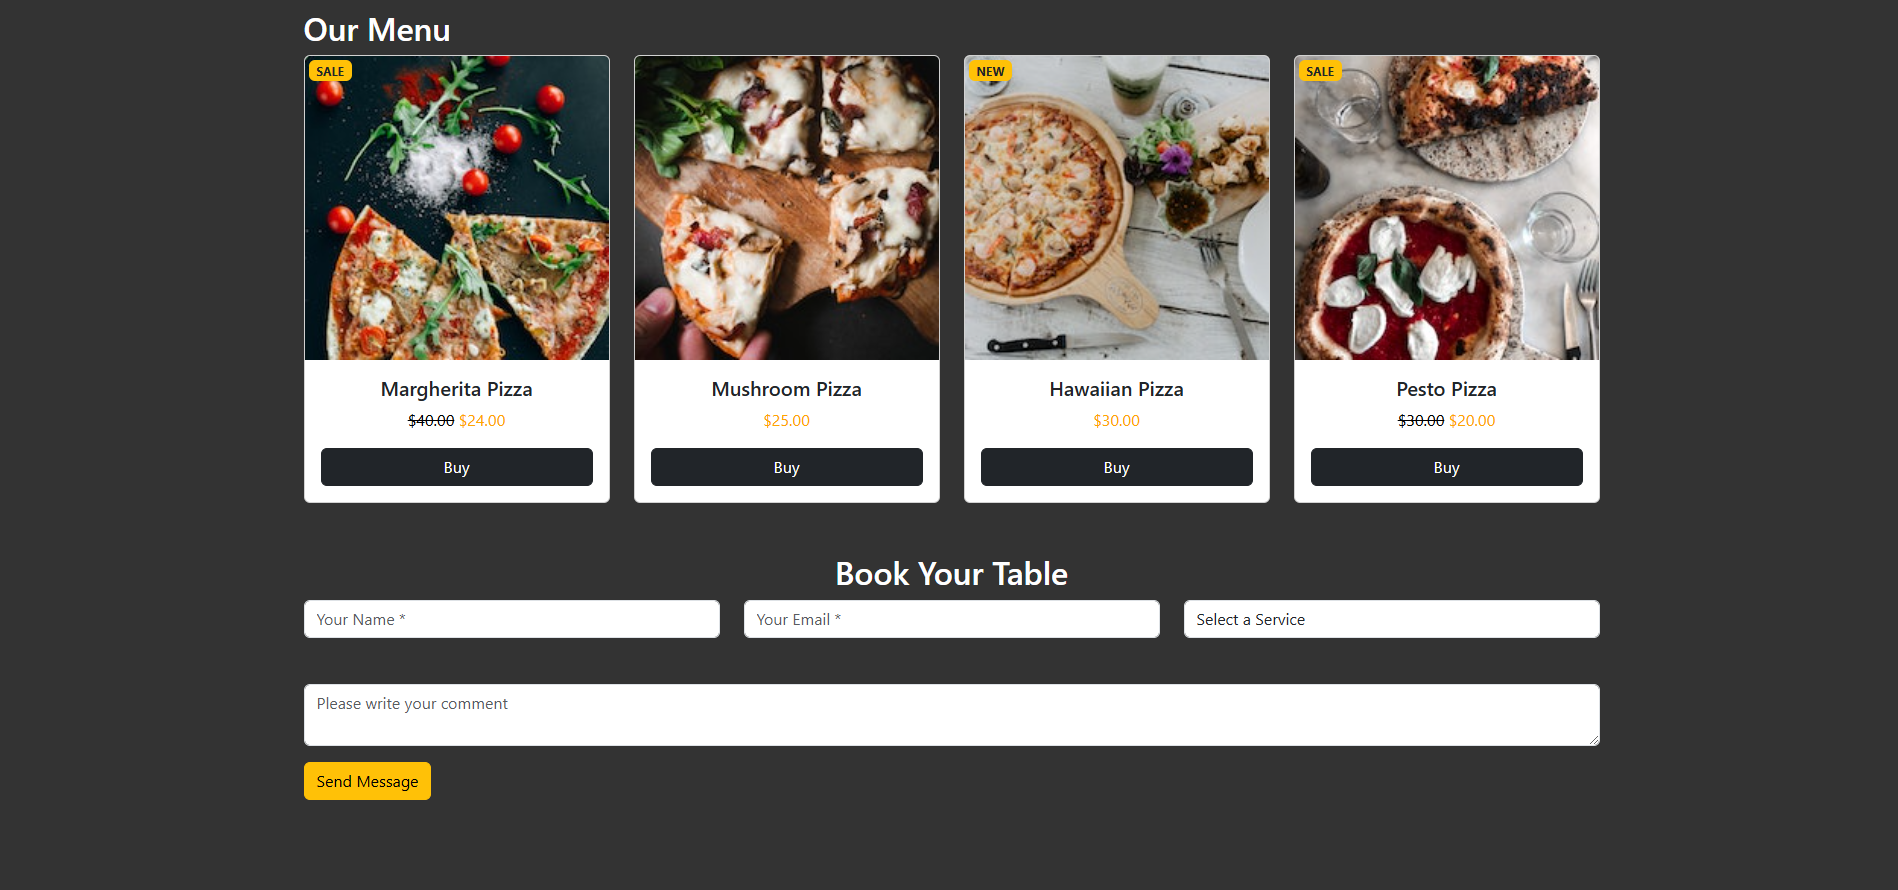 Our Menu
SALE
NEW
SALE
Margherita Pizza
Mushroom Pizza
Hawaiian Pizza
Pesto Pizza
$40.00 $24.00
$25.00
$30.00
$30.00 $20.00
Buy
Buy
Buy
Buy
Book Your Table
Your Name *
Your Email *
Select a Service
Please write your comment
Send Message